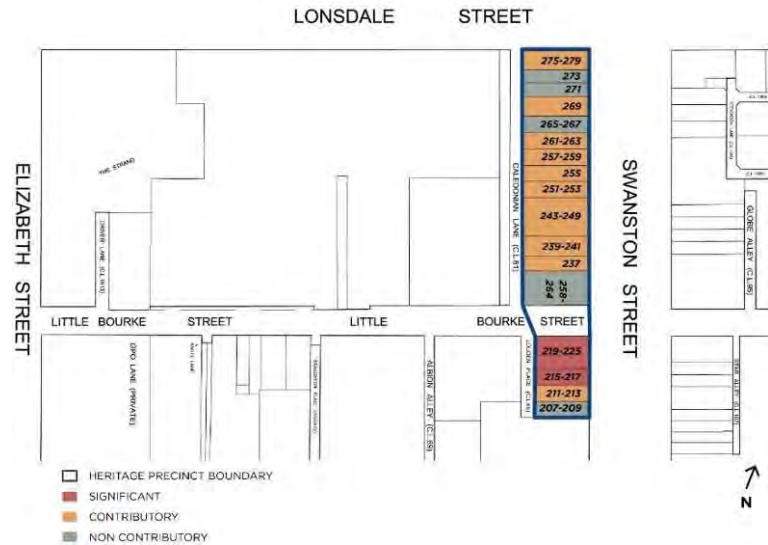 LONSDALE STREET
ELIZABETH STREET
THE STRAND
CALEDONIAN LANE (C.L.61)
275-279
273
271
269
265-267
261-263
257-259
255
251-253
243-249
239-241
237
258-
264
SWANSTON STREET
GLOBE ALLEY (C.L.95)
LITTLE BOURKE STREET LITTLE BOURKE STREET
GPO LANE (PRIVATE)
ALBION ALLEY (C.L.69)
219-225
215-217
211-213
207-209
HERITAGE PRECINCT BOUNDARY
SIGNIFICANT
CONTRIBUTORY
NON CONTRIBUTORY
N